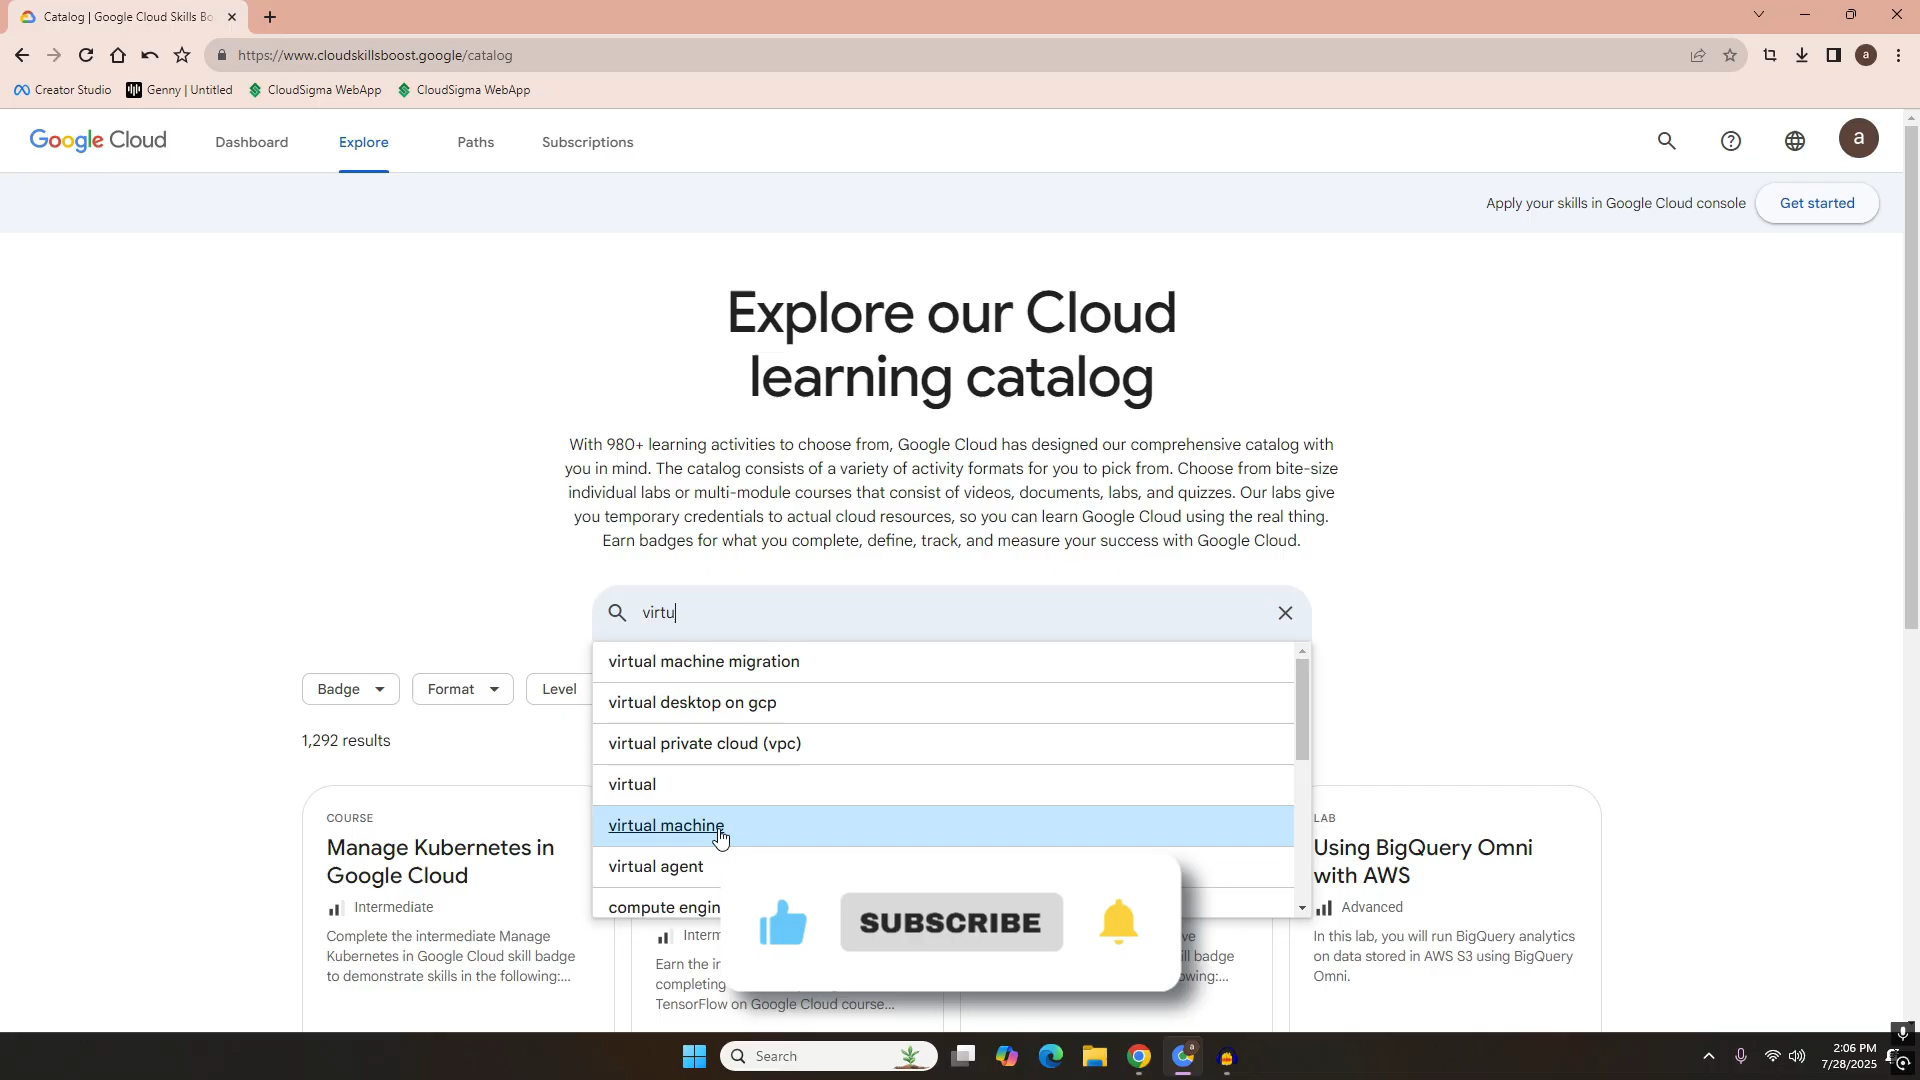 Catalog | Google Cloud Skills Bo
https://www.cloudskillsboost.google/catalog
a
Creator Studio
Genny | Untitled
CloudSigma WebApp
CloudSigma WebApp
Google Cloud
Dashboard
Explore
Paths
Subscriptions
a
Apply your skills in Google Cloud console
Get started
Explore our Cloud
learning catalog
With 980+ learning activities to choose from, Google Cloud has designed our comprehensive catalog with
you in mind. The catalog consists of a variety of activity formats for you to pick from. Choose from bite-size
individual labs or multi-module courses that consist of videos, documents, labs, and quizzes. Our labs give
you temporary credentials to actual cloud resources, so you can learn Google Cloud using the real thing.
Earn badges for what you complete, define, track, and measure your success with Google Cloud.
virtu
virtual machine migration
virtual desktop on gcp
virtual private cloud (vpc)
virtual
virtual machine
virtual agent
compute engin
Badge
Format
Level
1,292 results
COURSE
Manage Kubernetes in
Google Cloud
Intermediate
Complete the intermediate Manage
Kubernetes in Google Cloud skill badge
to demonstrate skills in the following:...
Interm
Earn the in
completing
TensorFlow on Google Cloud course...
ve
ill badge
owing:...
LAB
Using BigQuery Omni
with AWS
Advanced
In this lab, you will run BigQuery analytics
on data stored in AWS S3 using BigQuery
Omni.
SUBSCRIBE
Search
a
2:06 PM
7/28/2025